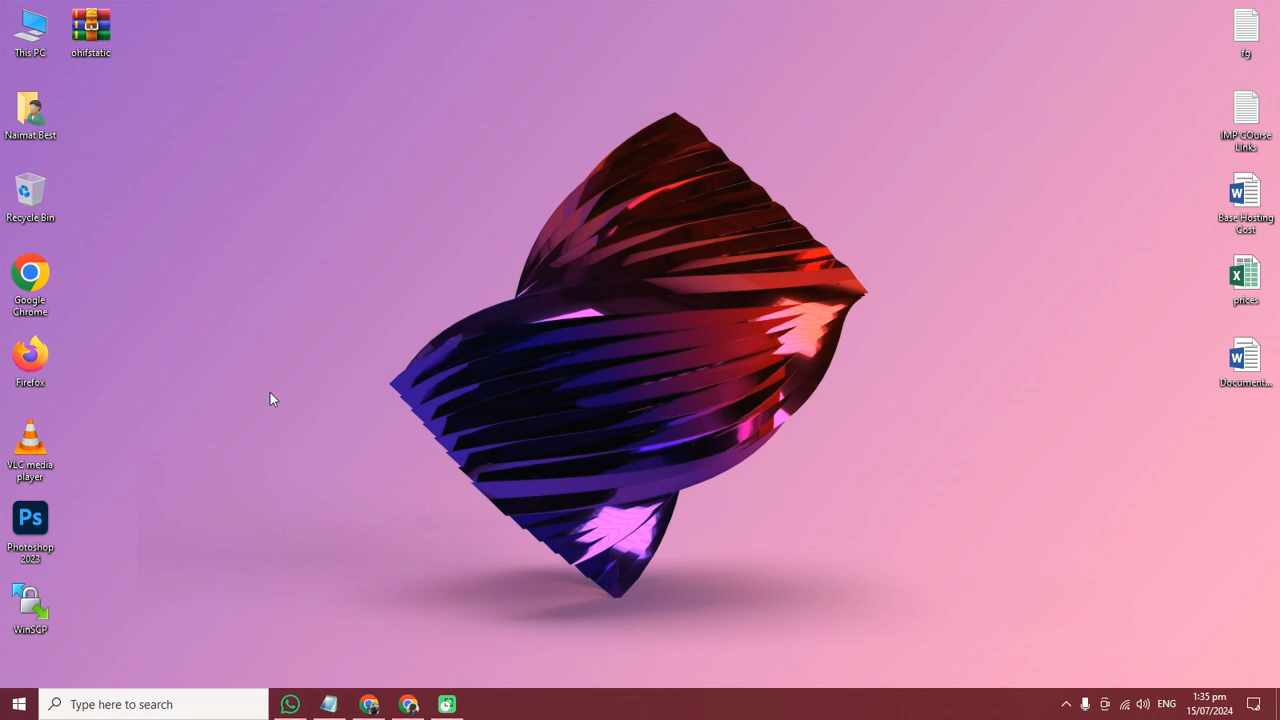 This PC
ohifstatic
Naimat Best
Recycle Bin
Google
Chrome
Firefox
VLC media
player
Ps
Photoshop
2023
WinSCP
fg
IMP COurse
Links
W
Base Hosting
Cost
X
prices
W
Document...
Type here to search
ENG
1:35 pm
15/07/2024